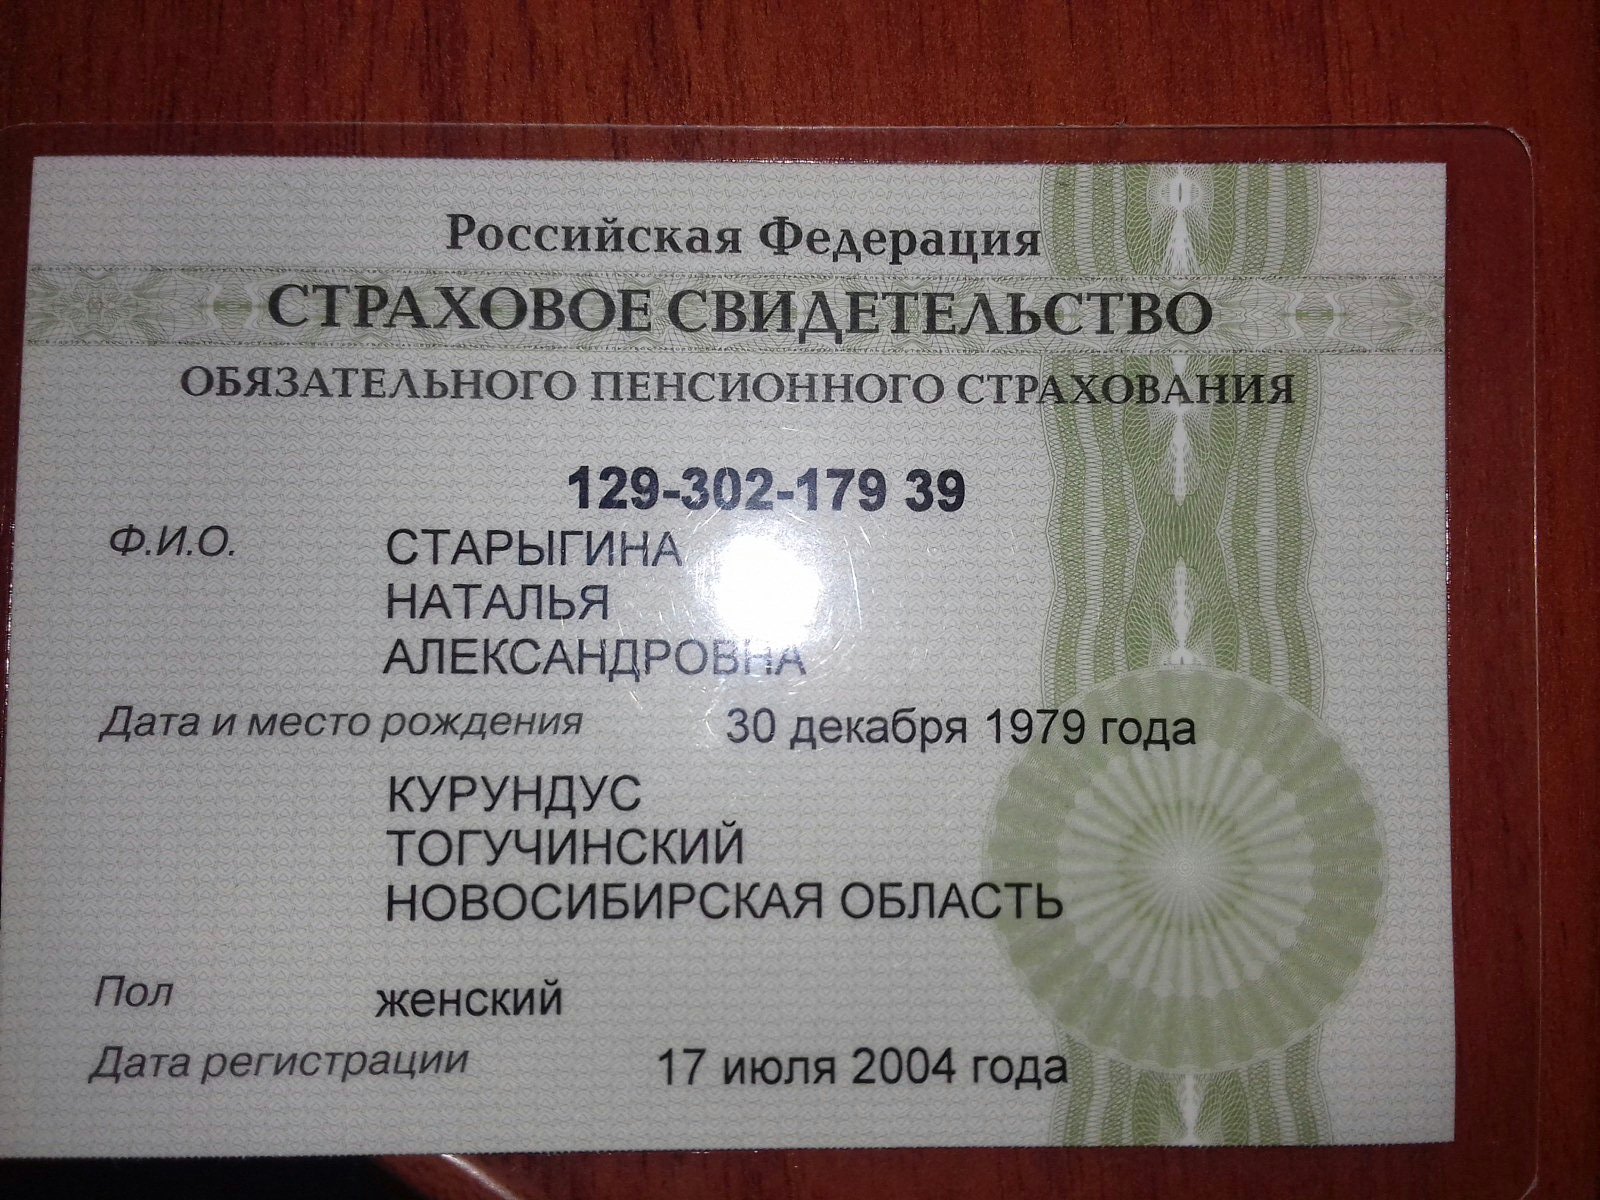 Российская Федерация
СТРАХОВОЕ СВИДЕТЕЛЬСТВО
ОБЯЗАТЕЛЬНОГО ПЕНСИОННОГО СТРАХОВАНИЯ
129-302-179 39
Ф.И.О. СТАРЫГИНА
НАТАЛЬЯ
АЛЕКСАНДРОВНА
Дата и место рождения 30 декабря 1979 года
КУРУНДУС
ТОГУЧИНСКИЙ
НОВОСИБИРСКАЯ ОБЛАСТЬ
Пол женский
Дата регистрации 17 июля 2004 года